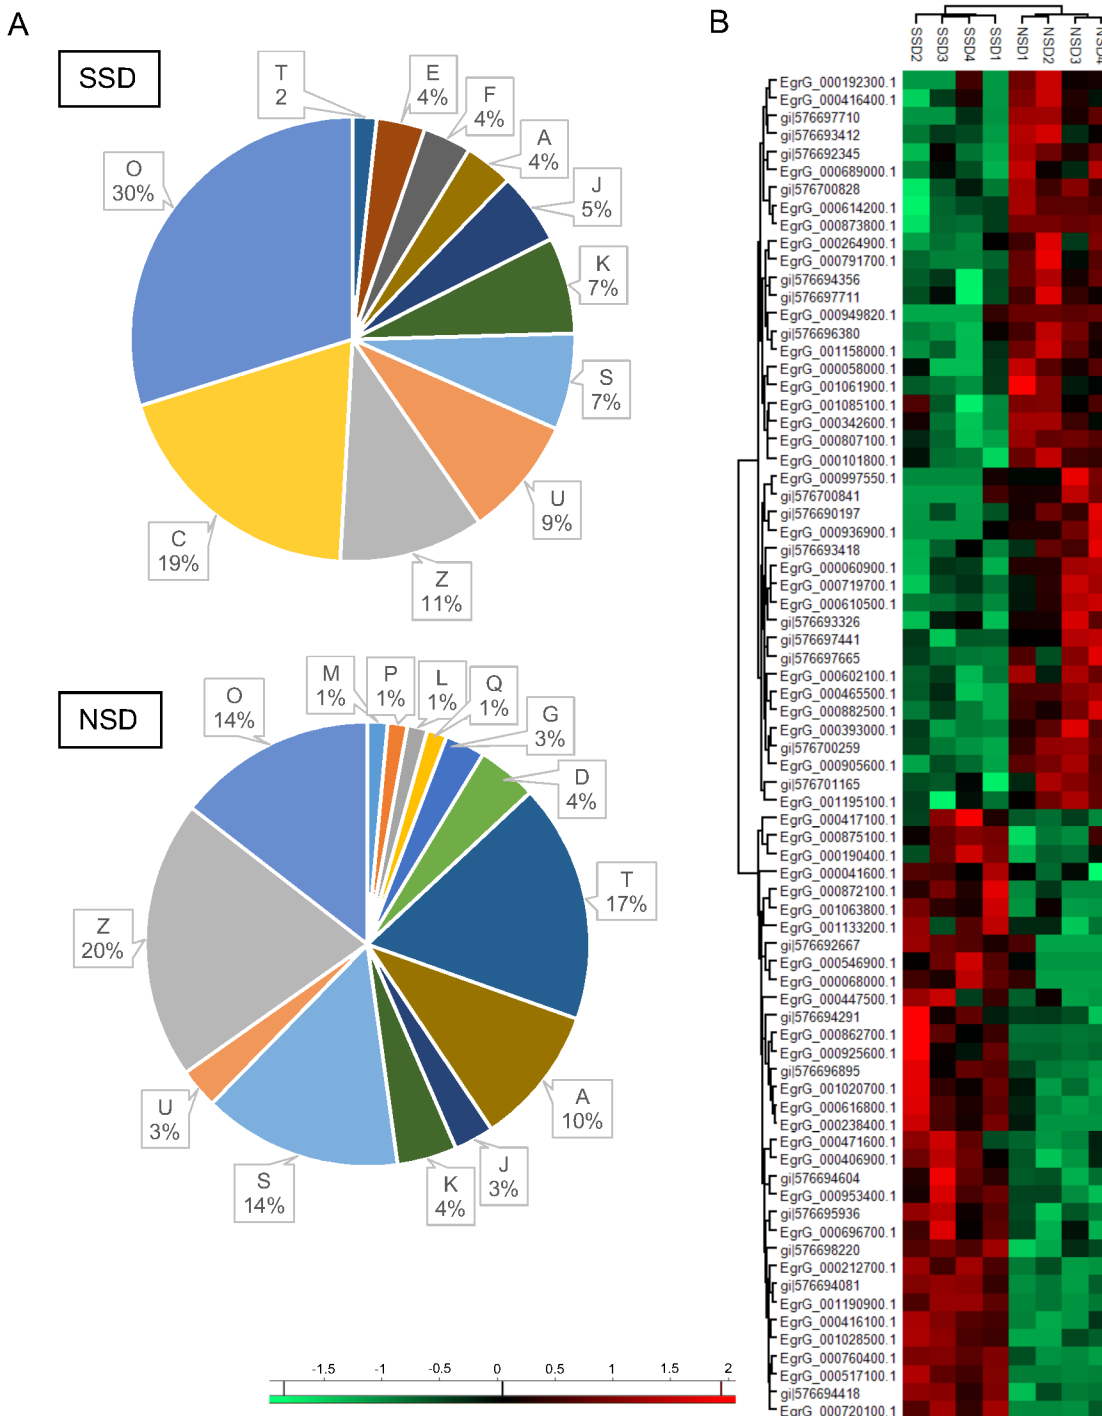 A
SSD
T
2
E
4%
F
4%
A
4%
J
5%
K
7%
S
7%
U
9%
Z
11%
C
19%
O
30%
NSD
M
1%
P
1%
L
1%
Q
1%
G
3%
D
4%
T
17%
A
10%
J
3%
K
4%
S
14%
U
3%
Z
20%
O
14%
-1.5 -1 -0.5 0 0.5 1 1.5 2
B
SSD2 SSD3 SSD4 SSD1 NSD1 NSD2 NSD3 NSD4
EgrG_000192300.1
EgrG_000416400.1
gi|576697710
gi|576693412
gi|576692345
EgrG_000689000.1
gi|576700828
EgrG_000614200.1
EgrG_000873800.1
EgrG_000264900.1
EgrG_000791700.1
gi|576694356
gi|576697711
EgrG_000949820.1
gi|576696380
EgrG_001158000.1
EgrG_000058000.1
EgrG_001061900.1
EgrG_001085100.1
EgrG_000342600.1
EgrG_000807100.1
EgrG_000101800.1
EgrG_000997550.1
gi|576700841
gi|576690197
EgrG_000936900.1
gi|576693418
EgrG_000060900.1
EgrG_000719700.1
EgrG_000610500.1
gi|576693326
gi|576697441
gi|576697665
EgrG_000602100.1
EgrG_000465500.1
EgrG_000882500.1
EgrG_000393000.1
gi|576700259
EgrG_000905600.1
gi|576701165
EgrG_001195100.1
EgrG_000417100.1
EgrG_000875100.1
EgrG_000190400.1
EgrG_000041600.1
EgrG_000872100.1
EgrG_001063800.1
EgrG_001133200.1
gi|576692667
EgrG_000546900.1
EgrG_000068000.1
EgrG_000447500.1
gi|576694291
EgrG_000862700.1
EgrG_000925600.1
gi|576696895
EgrG_001020700.1
EgrG_000616800.1
EgrG_000238400.1
EgrG_000471600.1
EgrG_000406900.1
gi|576694604
EgrG_000953400.1
gi|576695936
EgrG_000696700.1
gi|576698220
EgrG_000212700.1
gi|576694081
EgrG_001190900.1
EgrG_000416100.1
EgrG_001028500.1
EgrG_000760400.1
EgrG_000517100.1
gi|576694418
EgrG_000720100.1